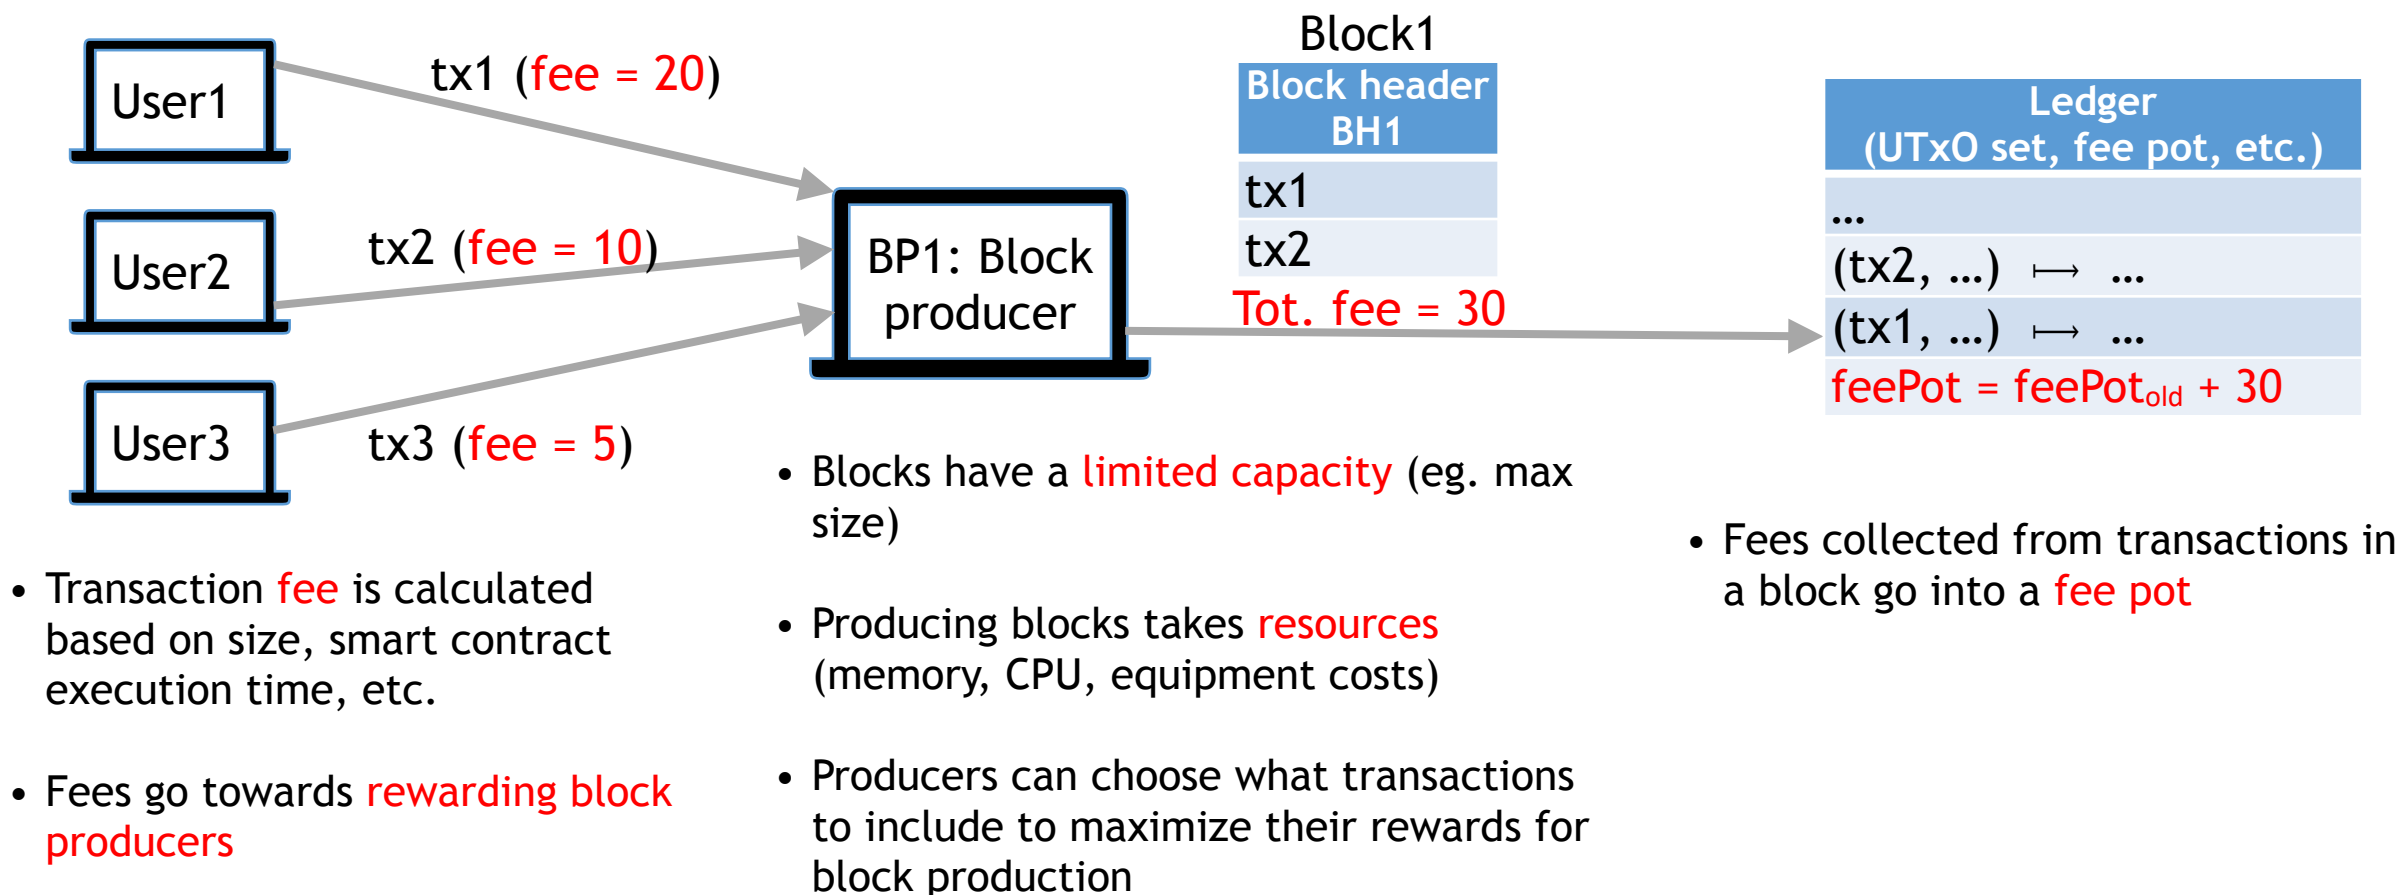 User1
tx1 (fee = 20)
User2
tx2 (fee = 10)
User3
tx3 (fee = 5)
BP1: Block
producer
Block1
Block header
BH1
tx1
tx2
Tot. fee = 30
Ledger
(UTxO set, fee pot, etc.)
...
(tx2, ...) ⟼ ...
(tx1, ...) ⟼ ...
feePot = feePotold + 30
• Transaction fee is calculated
based on size, smart contract
execution time, etc.
• Fees go towards rewarding block
producers
• Blocks have a limited capacity (eg. max
size)
• Producing blocks takes resources
(memory, CPU, equipment costs)
• Producers can choose what transactions
to include to maximize their rewards for
block production
• Fees collected from transactions in
a block go into a fee pot